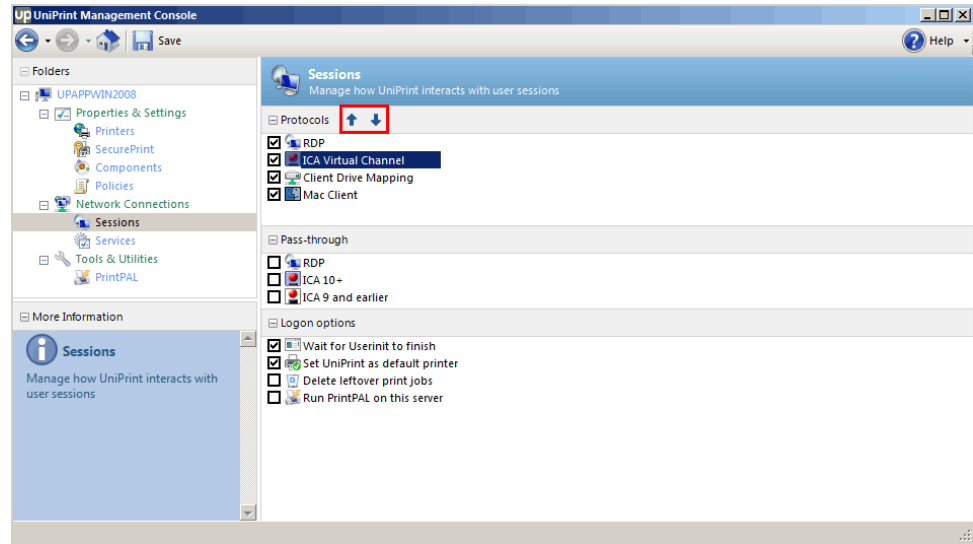 UP UniPrint Management Console
Save
Help
Folders
UPAPPWIN2008
Properties & Settings
Printers
SecurePrint
Components
Policies
Network Connections
Sessions
Services
Tools & Utilities
PrintPAL
More Information
Sessions
Manage how UniPrint interacts with
user sessions
Sessions
Manage how UniPrint interacts with user sessions
Protocols
RDP
ICA Virtual Channel
Client Drive Mapping
Mac Client
Pass-through
RDP
ICA 10+
ICA 9 and earlier
Logon options
Wait for Userinit to finish
Set UniPrint as default printer
Delete leftover print jobs
Run PrintPAL on this server